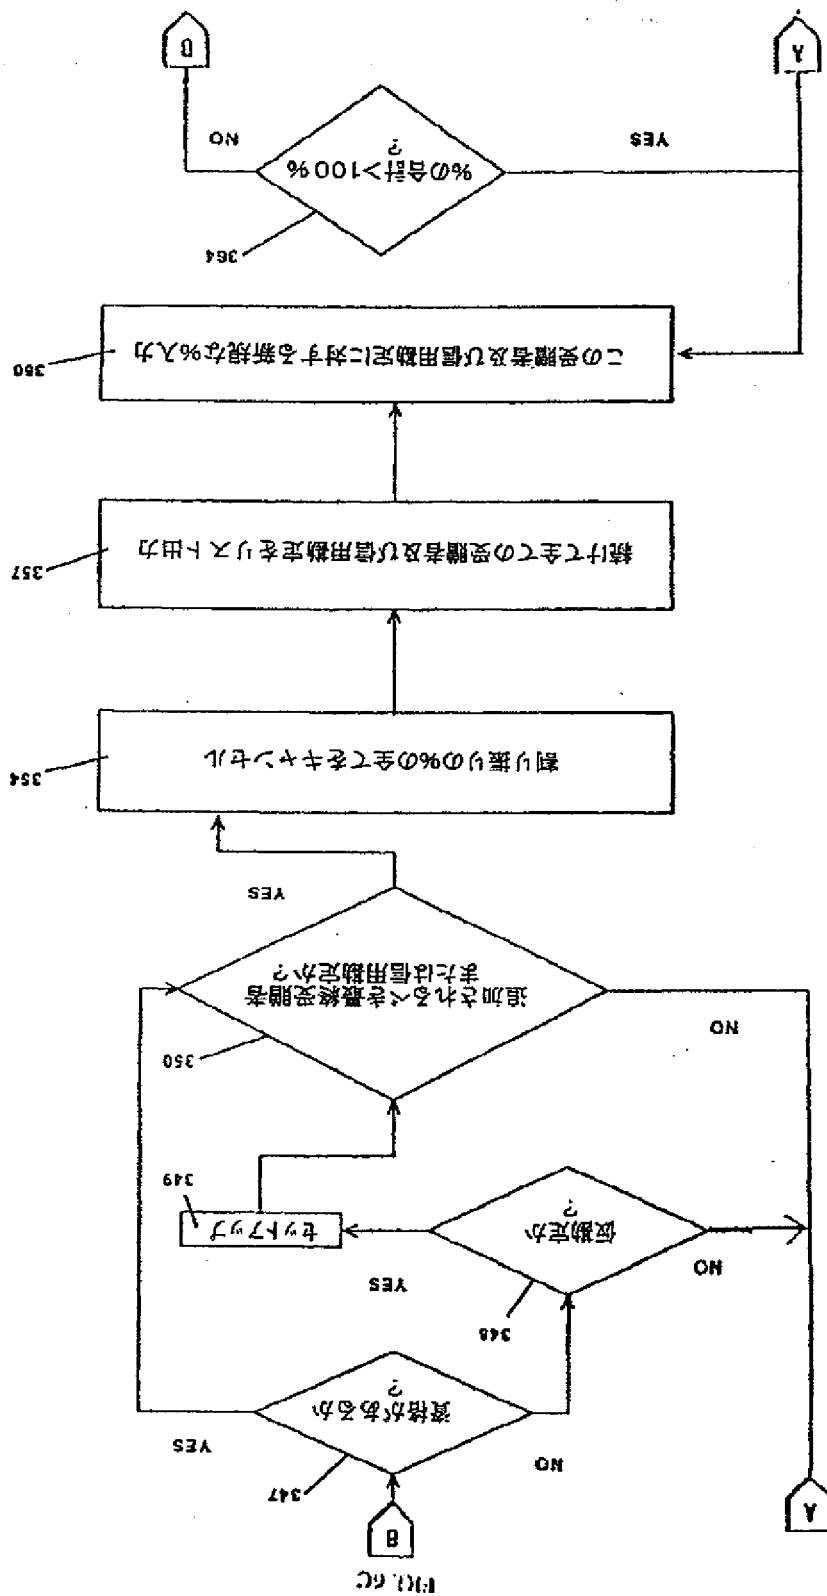 FIG. 6C
B
A
347
資格があるか
?
NO
YES
348
仮勘定か
?
YES
NO
セットアップ
349
350
追加されるべき最終受贈者
または信用勘定か?
NO
YES
割り振りの%の全てをキャンセル
354
続けて全ての受贈者及び信用勘定をリスト出力
357
この受贈者及び信用勘定に対する新規な%入力
360
364
%の合計>100%
?
YES
NO
A